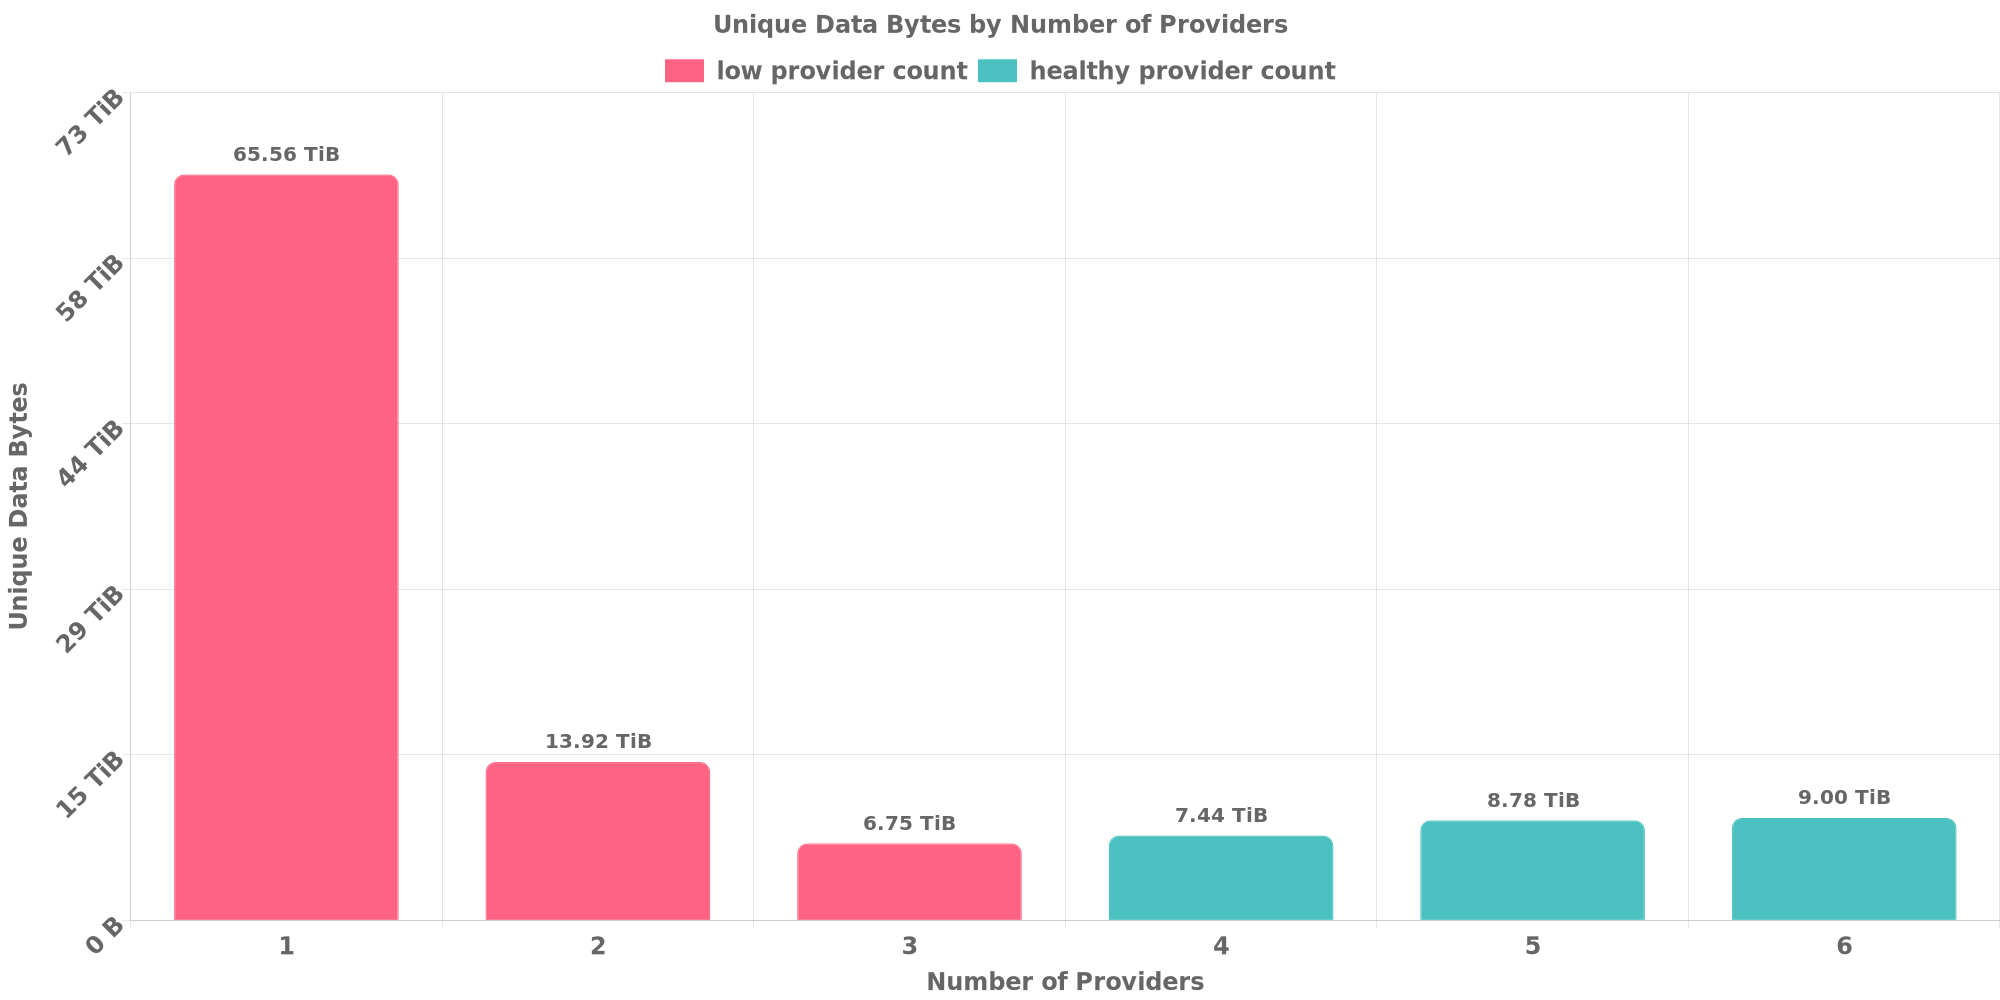 Unique Data Bytes by Number of Providers
low provider count healthy provider count
73 TiB
58 TiB
44 TiB
29 TiB
15 TiB
0 B
Unique Data Bytes
65.56 TiB
13.92 TiB
6.75 TiB
7.44 TiB
8.78 TiB
9.00 TiB
1 2 3 4 5 6
Number of Providers